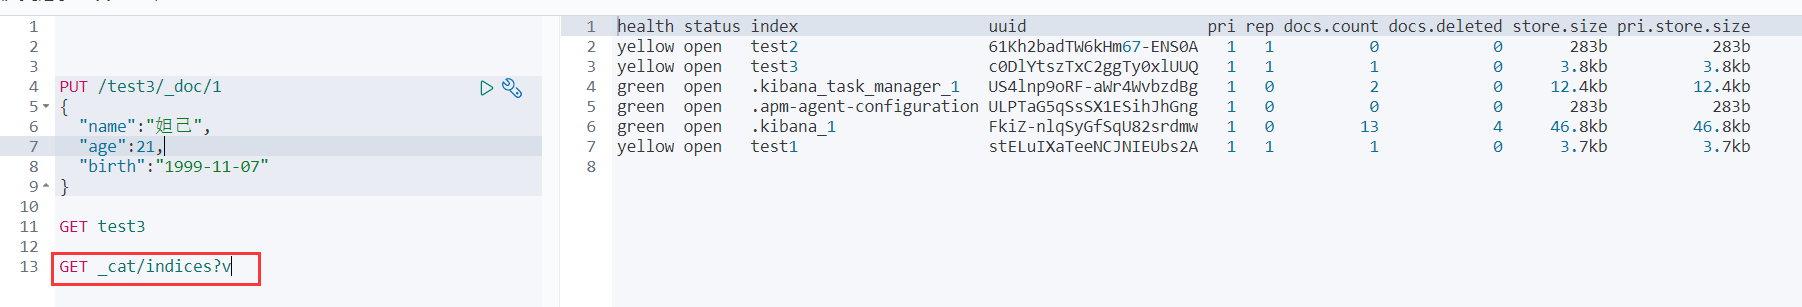 1
2
3
4 PUT /test3/_doc/1
5 {
6 "name":"妲己",
7 "age":21,
8 "birth":"1999-11-07"
9 }
10
11 GET test3
12
13 GET _cat/indices?v
1 health status index uuid pri rep docs.count docs.deleted store.size pri.store.size
2 yellow open test2 61Kh2badTW6kHm67-ENS0A 1 1 0 0 283b 283b
3 yellow open test3 c0DlYtszTxC2ggTy0xlUUQ 1 1 1 0 3.8kb 3.8kb
4 green open .kibana_task_manager_1 US4lnp9oRF-aWr4WvbzdBg 1 0 2 0 12.4kb 12.4kb
5 green open .apm-agent-configuration ULPTaG5qSsSX1ESihJhGng 1 0 0 0 283b 283b
6 green open .kibana_1 FkiZ-nlqSyGfSqU82srdmw 1 0 13 4 46.8kb 46.8kb
7 yellow open test1 stELuIXaTeeNCJNIEUbs2A 1 1 1 0 3.7kb 3.7kb
8